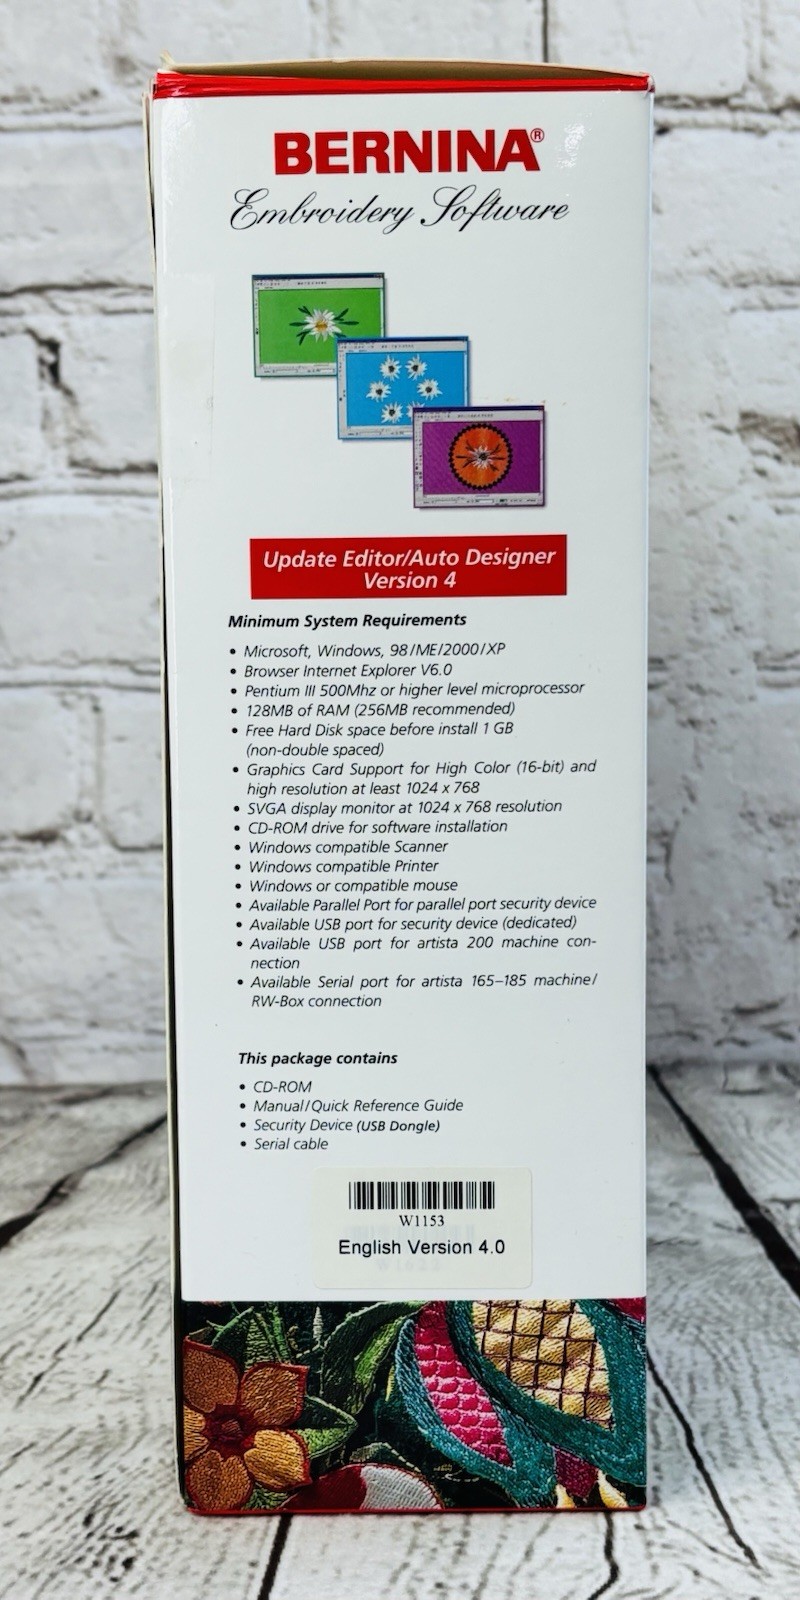 BERNINA®
Embroidery Software
Update Editor/Auto Designer
Version 4
Minimum System Requirements
• Microsoft, Windows, 98/ME/2000/XP
• Browser Internet Explorer V6.0
• Pentium III 500Mhz or higher level microprocessor
• 128MB of RAM (256MB recommended)
• Free Hard Disk space before install 1 GB
(non-double spaced)
• Graphics Card Support for High Color (16-bit) and
high resolution at least 1024 x 768
• SVGA display monitor at 1024 x 768 resolution
• CD-ROM drive for software installation
• Windows compatible Scanner
• Windows compatible Printer
• Windows or compatible mouse
• Available Parallel Port for parallel port security device
• Available USB port for security device (dedicated)
• Available USB port for artista 200 machine con-
nection
• Available Serial port for artista 165–185 machine/
RW-Box connection
This package contains
• CD-ROM
• Manual/Quick Reference Guide
• Security Device (USB Dongle)
• Serial cable
W1153
English Version 4.0